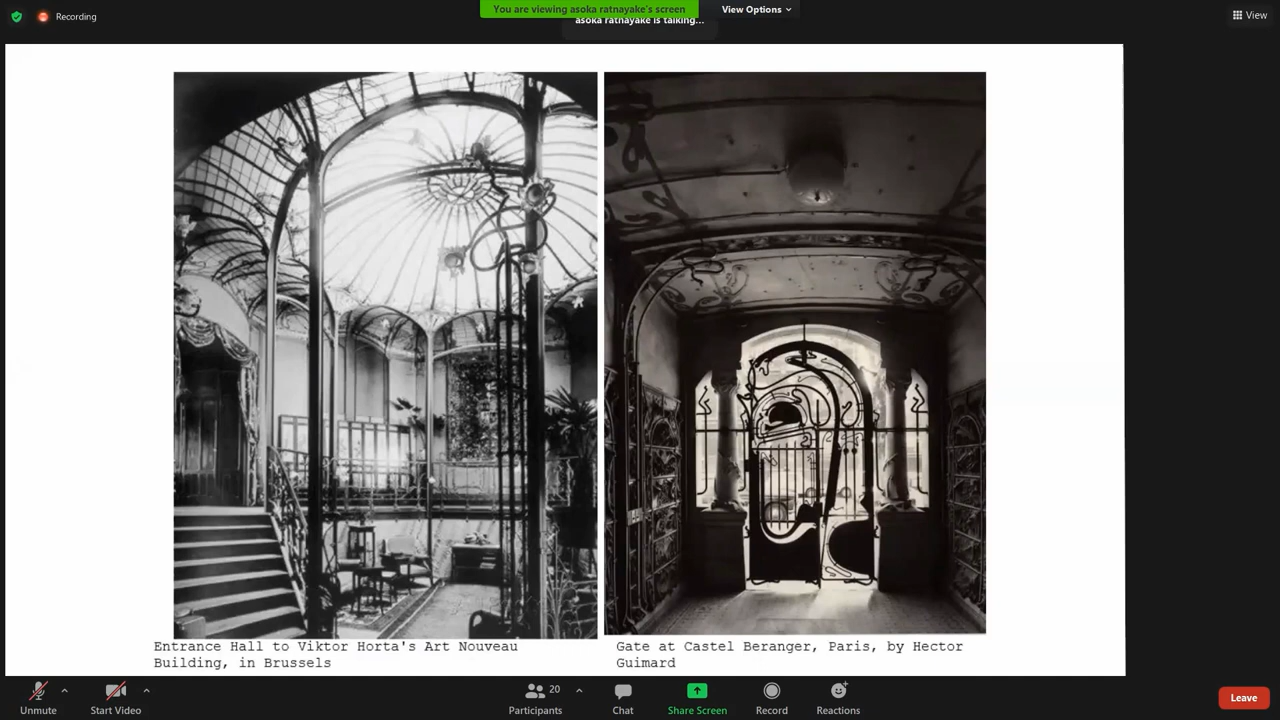 Recording
You are viewing asoka ratnayake's screen
View Options
asoka ratnayake is talking...
View
Entrance Hall to Viktor Horta's Art Nouveau
Building, in Brussels
Gate at Castel Beranger, Paris, by Hector
Guimard
Unmute
Start Video
20
Participants
Chat
Share Screen
Record
Reactions
Leave